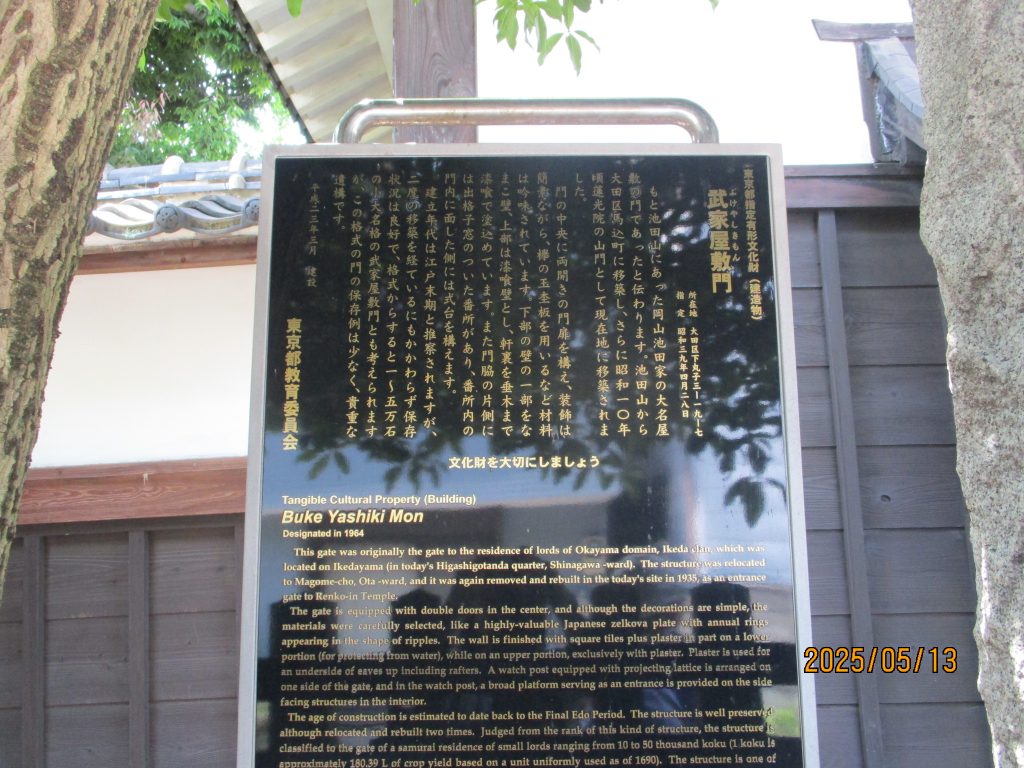 東京都指定有形文化財（建造物）
ぶけやしきもん
武家屋敷門
所在地 大田区下丸子三ー一九ー七
指定 昭和三九年四月二八日
もと池田山にあった岡山池田家の大名屋
敷の門であったと伝わります。池田山から
大田区馬込町に移築し、さらに昭和一〇年
頃蓮光院の山門として現在地に移築されま
した。
門の中央に両開きの門扉を構え、装飾は
簡素ながら、欅の玉杢板を用いるなど材料
は吟味されています。下部の壁の一部をな
まこ壁、上部は漆喰壁とし、軒裏を垂木まで
漆喰で塗込めています。また門脇の片側に
は出格子窓のついた番所があり、番所内の
門内に面した側には式台を構えます。
建立年代は江戸末期と推察されますが、
二度の移築を経ているにもかかわらず保存
状況は良好で、格式からすると一～五万石
の小大名格の武家屋敷門とも考えられます
が、この格式の門の保存例は少なく、貴重な
遺構です。
平成二三年三月 建設
東京都教育委員会
文化財を大切にしましょう
Tangible Cultural Property (Building)
Buke Yashiki Mon
Designated in 1964
This gate was originally the gate to the residence of lords of Okayama domain, Ikeda clan, which was
located on Ikedayama (in today's Higashigotanda quarter, Shinagawa -ward). The structure was relocated
to Magome-cho, Ota -ward, and it was again removed and rebuilt in the today's site in 1935, as an entrance
gate to Renko-in Temple.
The gate is equipped with double doors in the center, and although the decorations are simple, the
materials were carefully selected, like a highly-valuable Japanese zelkova plate with annual rings
appearing in the shape of ripples. The wall is finished with square tiles plus plaster in part on a lower
portion (for protecting from water), while on an upper portion, exclusively with plaster. Plaster is used for
an underside of eaves up including rafters. A watch post equipped with projecting lattice is arranged on
one side of the gate, and in the watch post, a broad platform serving as an entrance is provided on the side
facing structures in the interior.
The age of construction is estimated to date back to the Final Edo Period. The structure is well preserved
although relocated and rebuilt two times. Judged from the rank of this kind of structure, the structure is
classified to the gate of a samurai residence of small lords ranging from 10 to 50 thousand koku (1 koku is
approximately 180.39 L of crop yield based on a unit uniformly used as of 1690). The structure is one of
2025/05/13